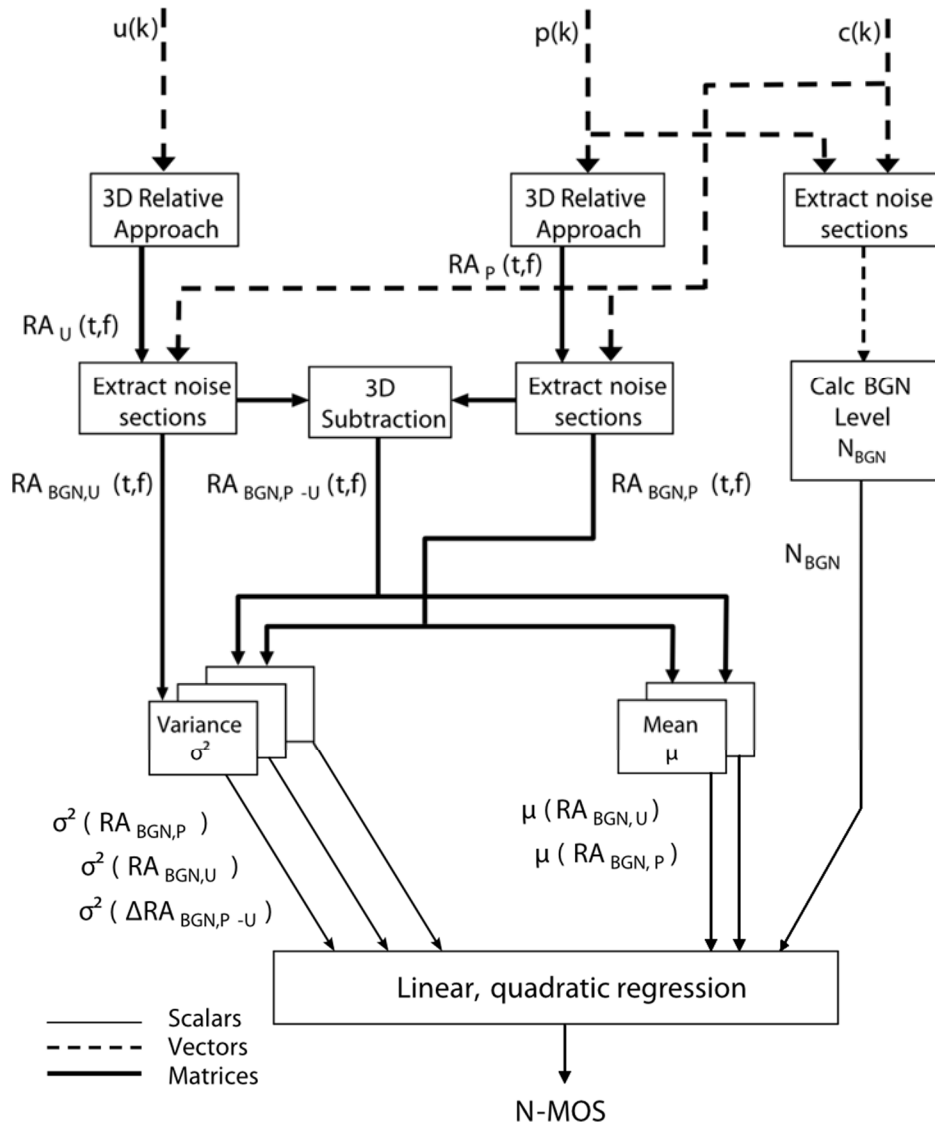 u(k)
p(k)
c(k)
3D Relative
Approach
3D Relative
Approach
Extract noise
sections
RA P (t,f)
RA U (t,f)
Extract noise
sections
3D
Subtraction
Extract noise
sections
Calc BGN
Level
N BGN
RA BGN,U (t,f)
RA BGN,P -U (t,f)
RA BGN,P (t,f)
N BGN
Variance
σ²
Mean
μ
σ² ( RA BGN,P )
σ² ( RA BGN,U )
σ² ( ΔRA BGN,P -U )
μ ( RA BGN,U )
μ ( RA BGN, P )
Linear, quadratic regression
Scalars
Vectors
Matrices
N-MOS